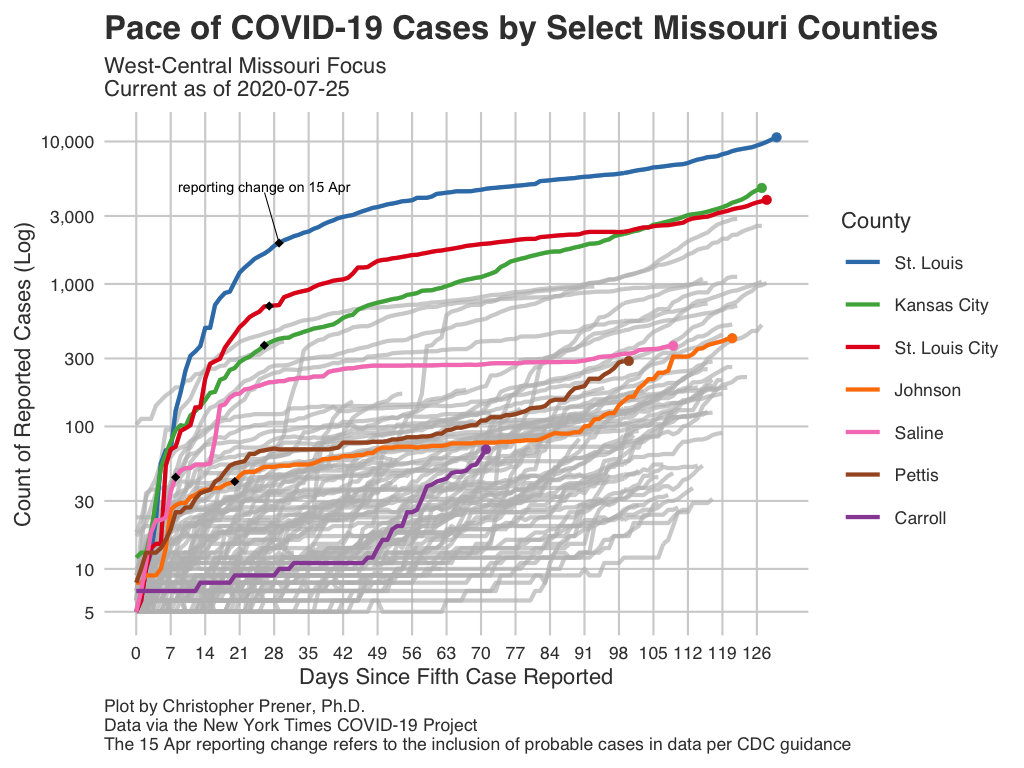 Pace of COVID-19 Cases by Select Missouri Counties
West-Central Missouri Focus
Current as of 2020-07-25
Count of Reported Cases (Log)
10,000
3,000
1,000
300
100
30
10
5
reporting change on 15 Apr
0 7 14 21 28 35 42 49 56 63 70 77 84 91 98 105 112 119 126
Days Since Fifth Case Reported
County
St. Louis
Kansas City
St. Louis City
Johnson
Saline
Pettis
Carroll
Plot by Christopher Prener, Ph.D.
Data via the New York Times COVID-19 Project
The 15 Apr reporting change refers to the inclusion of probable cases in data per CDC guidance